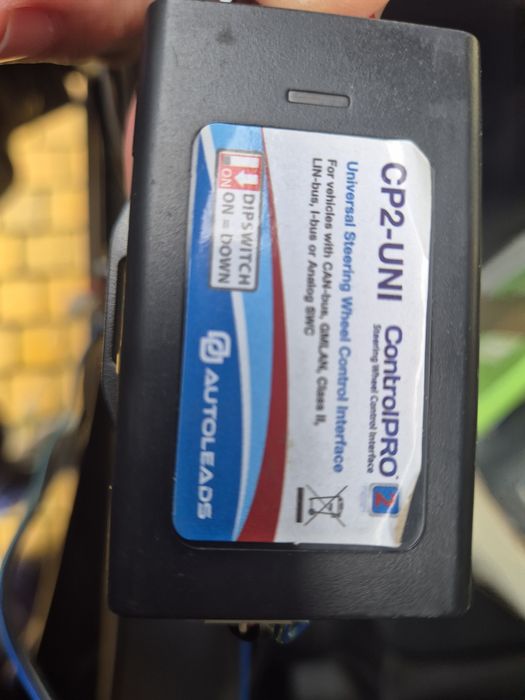 CP2-UNI
ControlPRO 2
Steering Wheel Control Interface
Universal Steering Wheel Control Interface
For vehicles with CAN-bus, GMLAN, Class II,
LIN-bus, I-bus or Analog SWC
DIPSWITCH
ON = DOWN
ON
AUTOLEADS